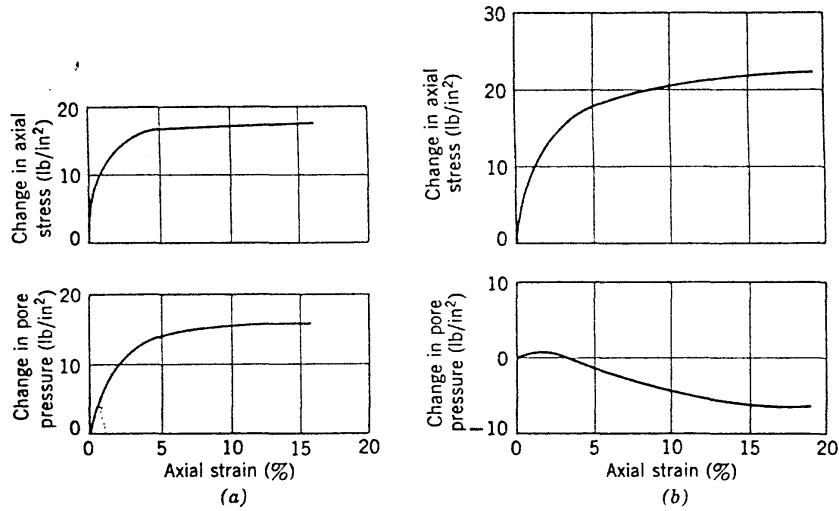 Change in axial
stress (lb/in²)
20
10
0
Change in pore
pressure (lb/in²)
20
10
0
0 5 10 15 20
Axial strain (%)
(a)
Change in axial
stress (lb/in²)
30
20
10
0
Change in pore
pressure (lb/in²)
10
0
-10
0 5 10 15 20
Axial strain (%)
(b)